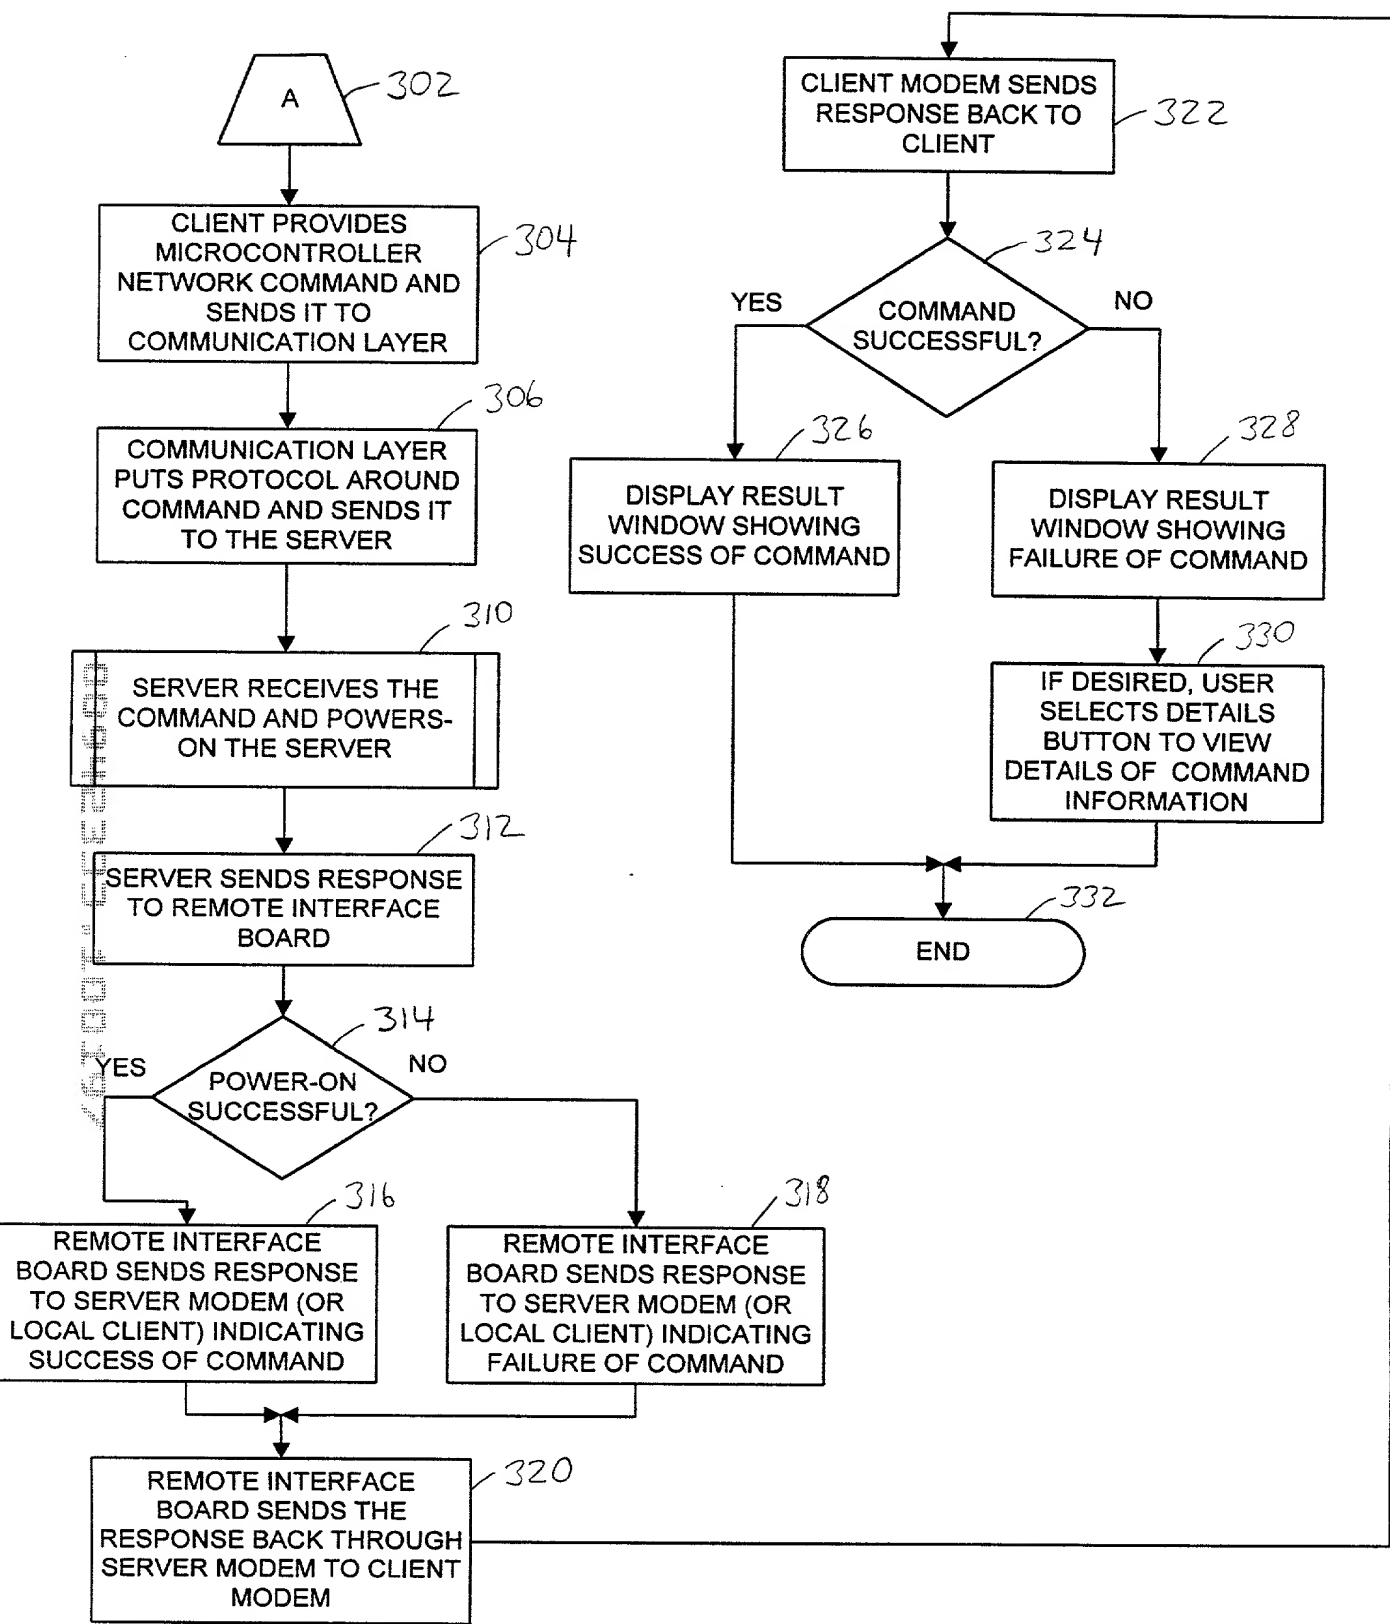 A
302
CLIENT PROVIDES
MICROCONTROLLER
NETWORK COMMAND AND
SENDS IT TO
COMMUNICATION LAYER
304
306
COMMUNICATION LAYER
PUTS PROTOCOL AROUND
COMMAND AND SENDS IT
TO THE SERVER
310
SERVER RECEIVES THE
COMMAND AND POWERS-
ON THE SERVER
312
SERVER SENDS RESPONSE
TO REMOTE INTERFACE
BOARD
314
YES
NO
POWER-ON
SUCCESSFUL?
316
REMOTE INTERFACE
BOARD SENDS RESPONSE
TO SERVER MODEM (OR
LOCAL CLIENT) INDICATING
SUCCESS OF COMMAND
318
REMOTE INTERFACE
BOARD SENDS RESPONSE
TO SERVER MODEM (OR
LOCAL CLIENT) INDICATING
FAILURE OF COMMAND
320
REMOTE INTERFACE
BOARD SENDS THE
RESPONSE BACK THROUGH
SERVER MODEM TO CLIENT
MODEM
CLIENT MODEM SENDS
RESPONSE BACK TO
CLIENT
322
324
YES
NO
COMMAND
SUCCESSFUL?
326
DISPLAY RESULT
WINDOW SHOWING
SUCCESS OF COMMAND
328
DISPLAY RESULT
WINDOW SHOWING
FAILURE OF COMMAND
330
IF DESIRED, USER
SELECTS DETAILS
BUTTON TO VIEW
DETAILS OF COMMAND
INFORMATION
332
END